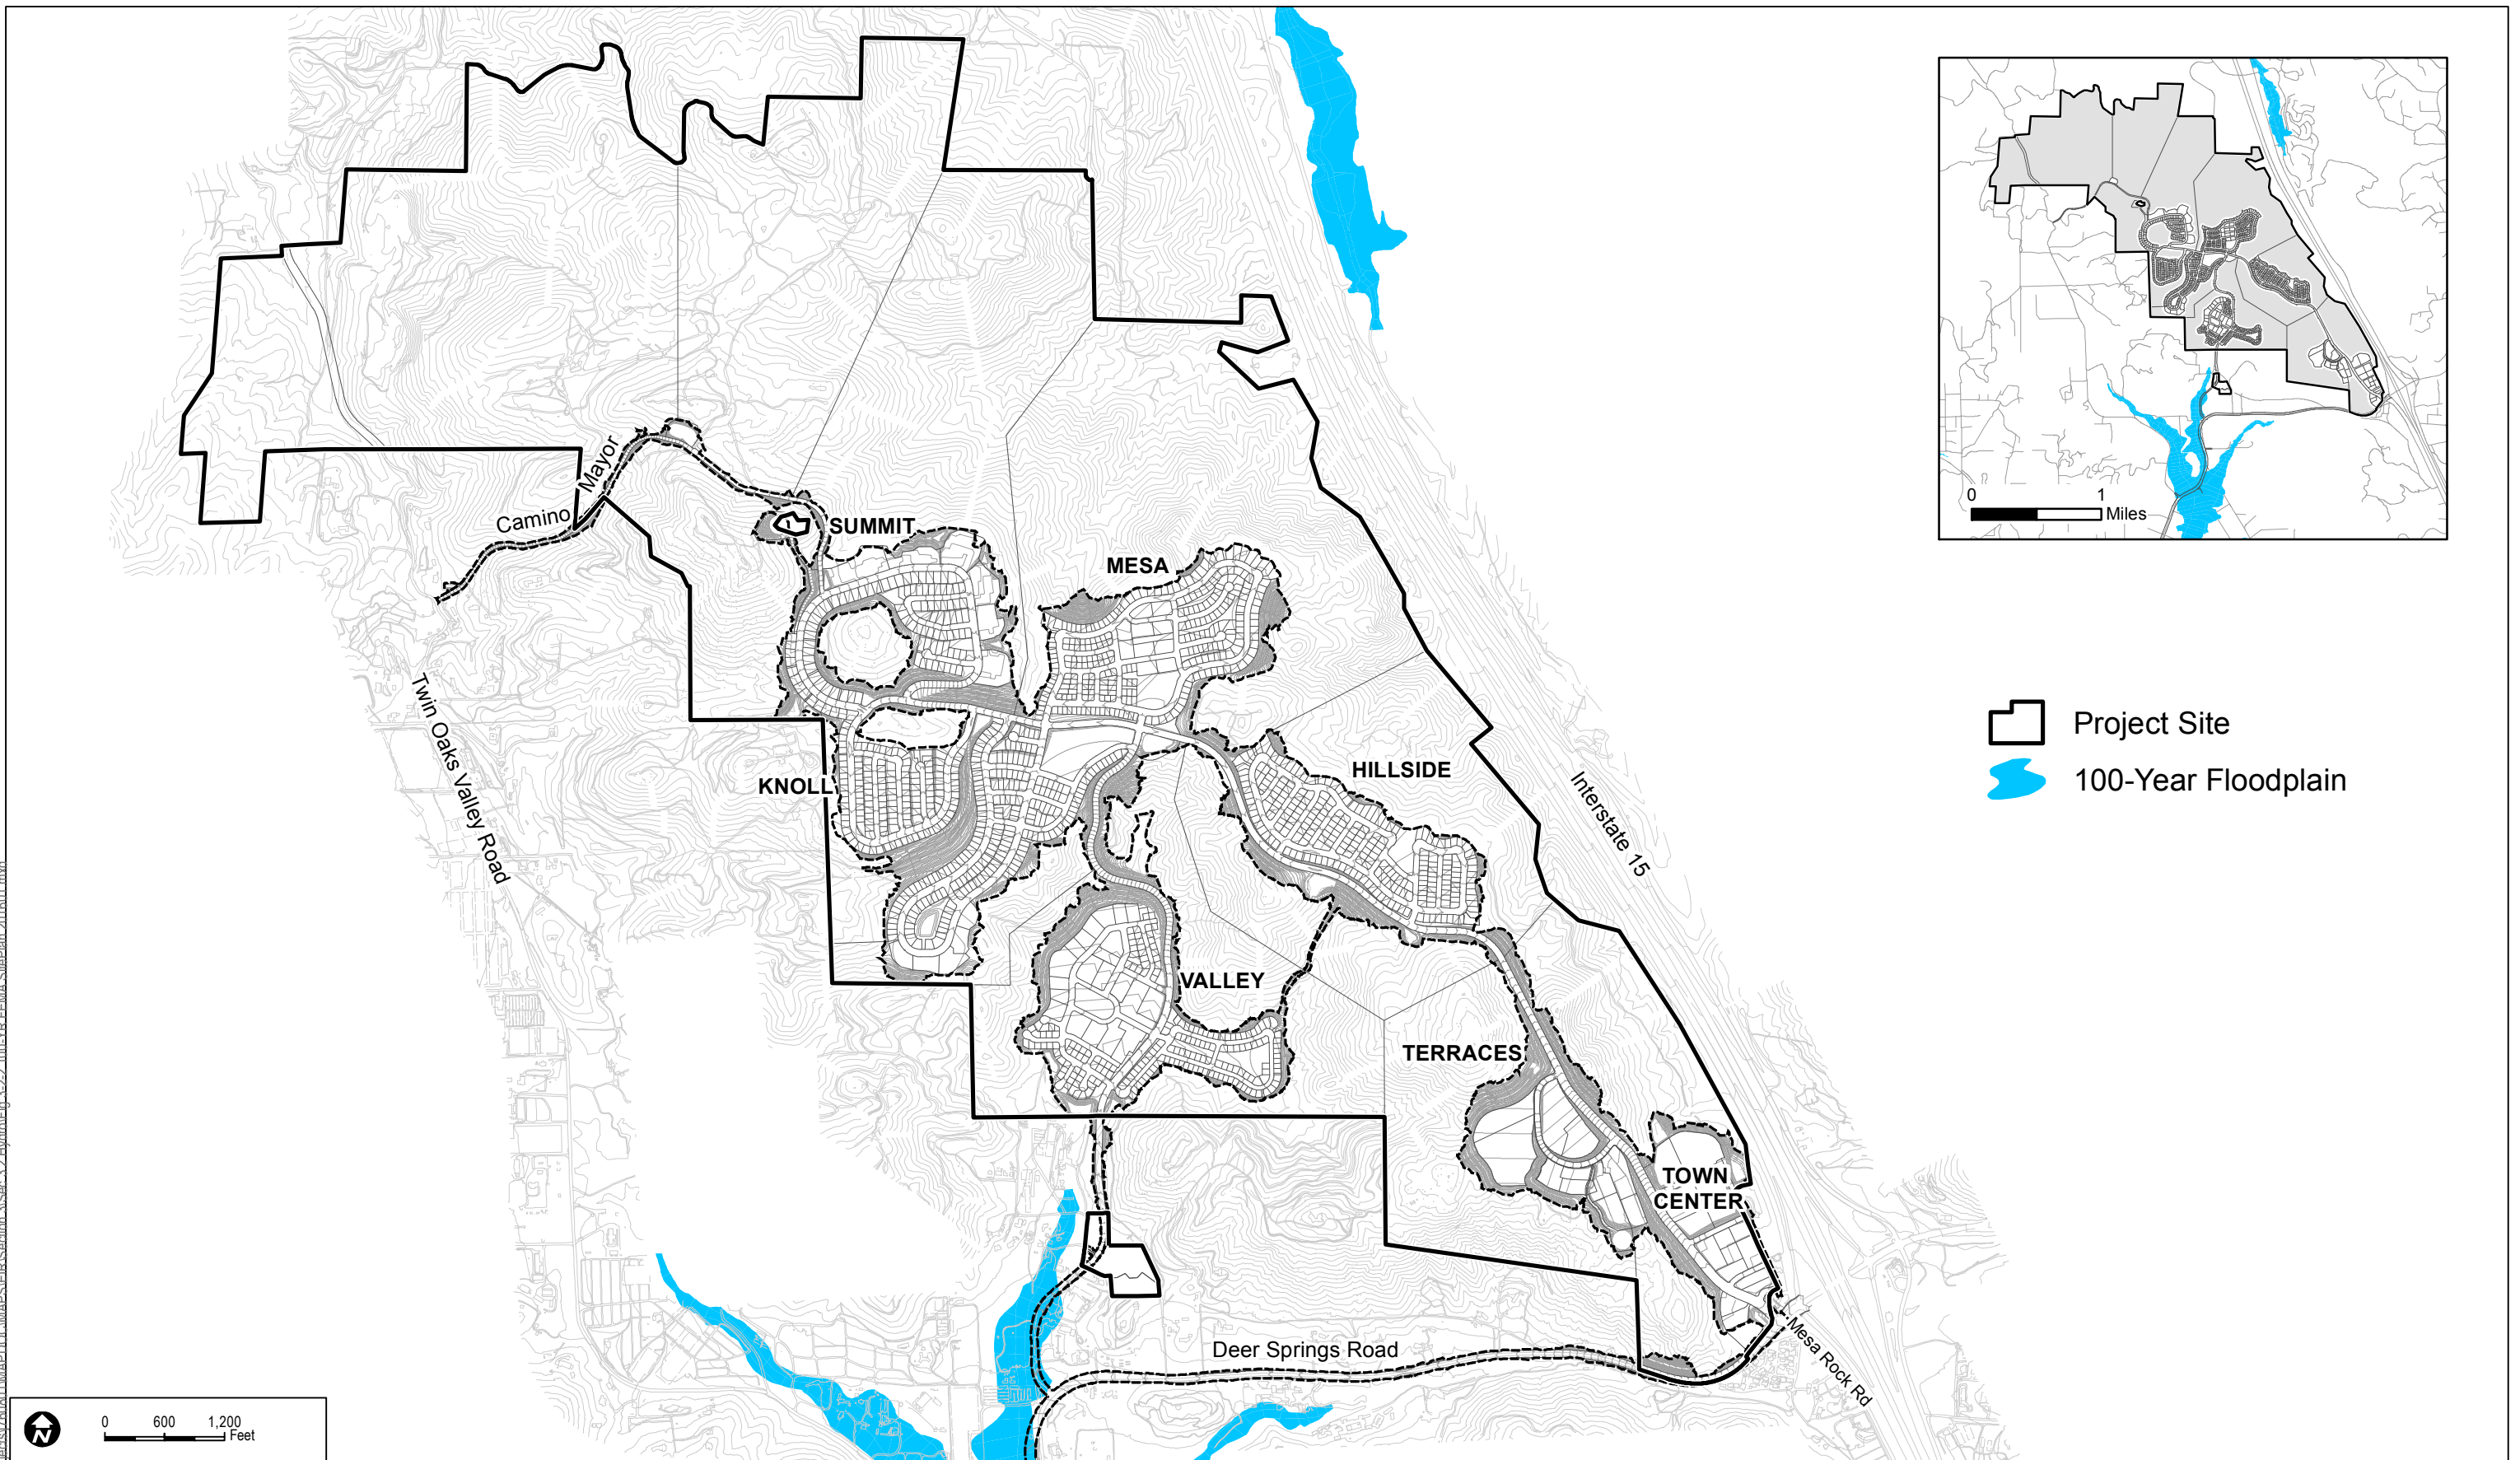 Camino
Mayor
SUMMIT
MESA
KNOLL
HILLSIDE
VALLEY
TERRACES
TOWN
CENTER
Twin Oaks Valley Road
Interstate 15
Deer Springs Road
Mesa Rock Rd
0 1
Miles
Project Site
100-Year Floodplain
N
0 600 1,200
Feet